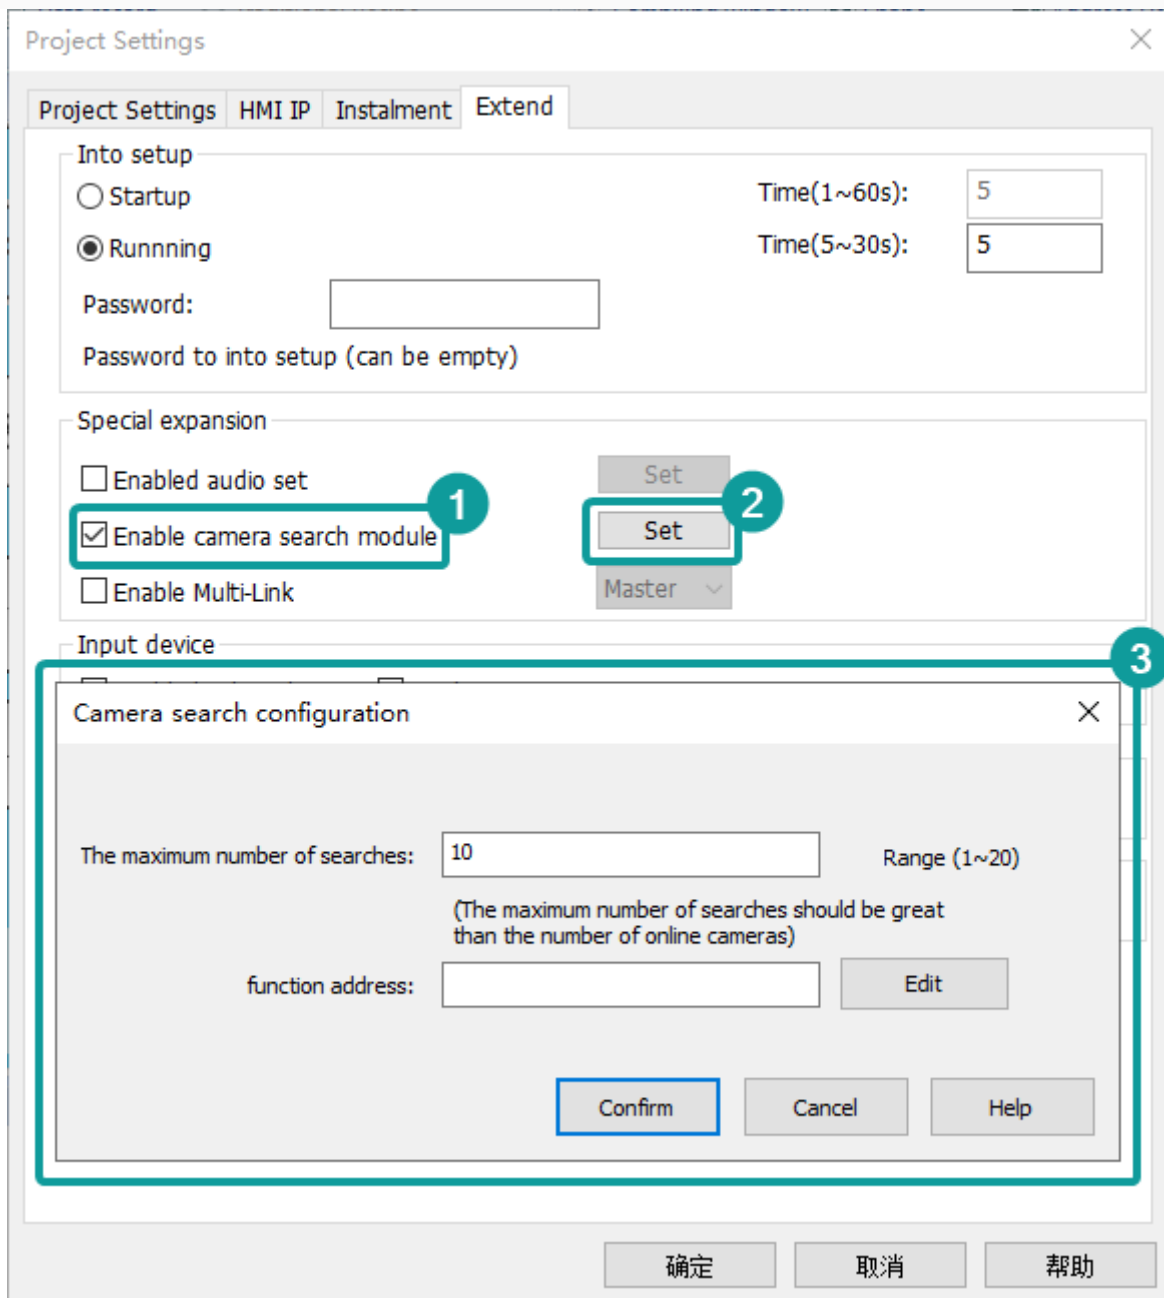 Project Settings
Project Settings HMI IP Instalment Extend
Into setup
Startup Time(1~60s): 5
Runnning Time(5~30s): 5
Password:
Password to into setup (can be empty)
Special expansion
Enabled audio set Set
1 2
Enable camera search module Set
Enable Multi-Link Master
Input device
3
Camera search configuration
The maximum number of searches: 10 Range (1~20)
(The maximum number of searches should be great
than the number of online cameras)
function address: Edit
Confirm Cancel Help
确定 取消 帮助